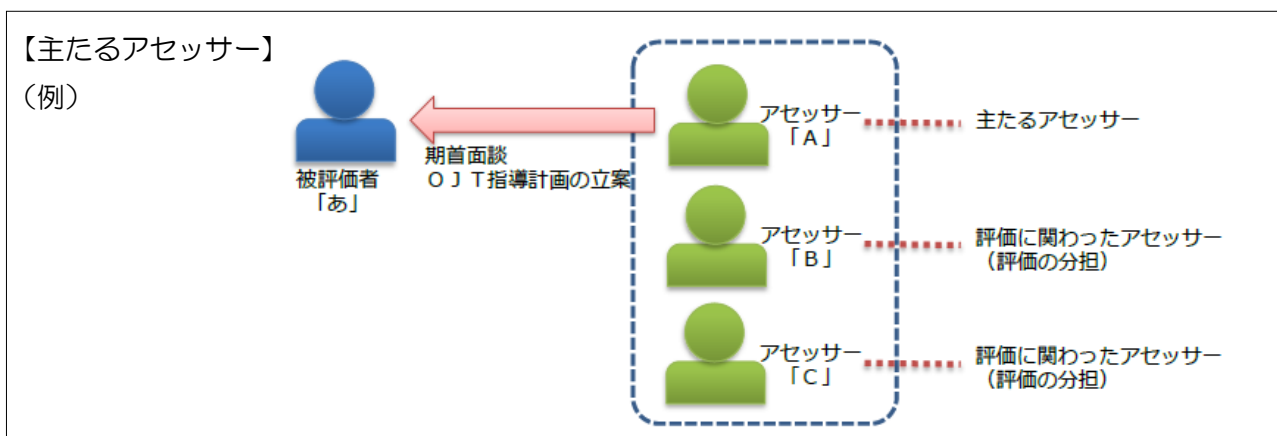 【主たるアセッサー】
（例）
被評価者
「あ」
期首面談
ＯＪＴ指導計画の立案
アセッサー
「Ａ」
主たるアセッサー
アセッサー
「Ｂ」
評価に関わったアセッサー
（評価の分担）
アセッサー
「Ｃ」
評価に関わったアセッサー
（評価の分担）